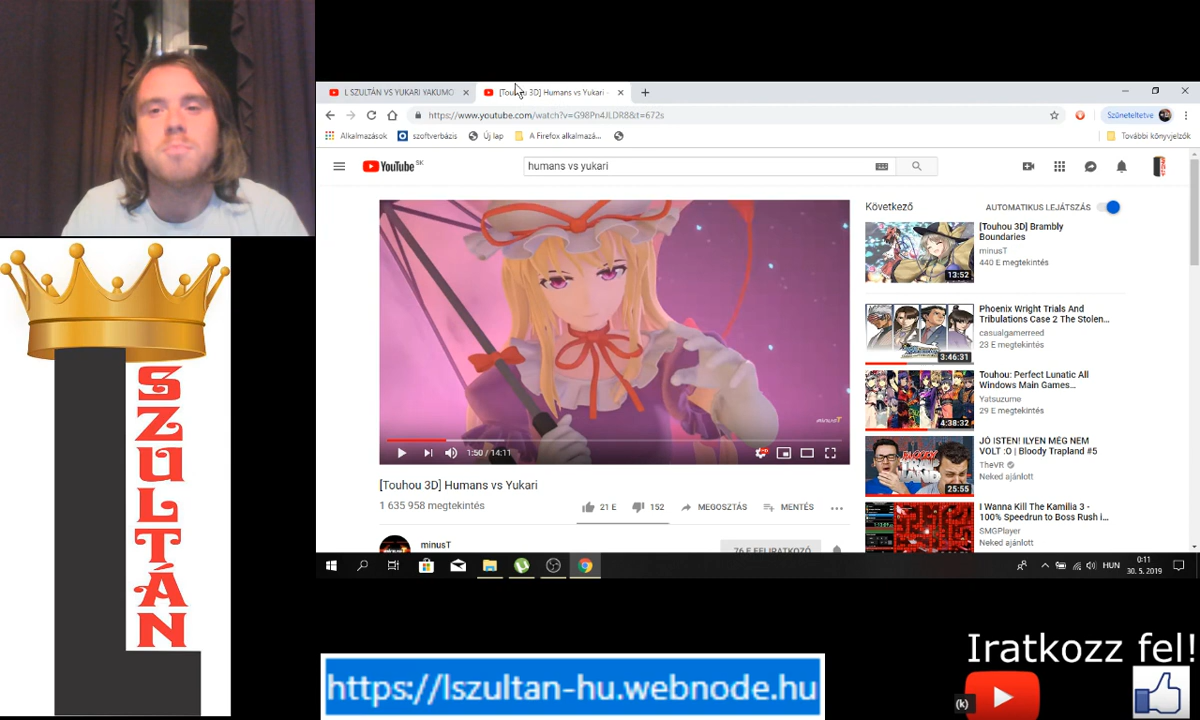 L SZULTÁN VS YUKARI YAKUMO
[Touhou 3D] Humans vs Yukari -
https://www.youtube.com/watch?v=G98Pn4JLDR8&t=672s
Szüneteltetve
Alkalmazások
szoftverbázis
Új lap
A Firefox alkalmazá...
További könyvjelzők
YouTube SK
humans vs yukari
minusT
1:50 / 14:11
[Touhou 3D] Humans vs Yukari
1 635 958 megtekintés
21 E
152
MEGOSZTÁS
MENTÉS
minusT
76 E FELIRATKOZÓ
Következő
AUTOMATIKUS LEJÁTSZÁS
13:52
[Touhou 3D] Brambly
Boundaries
minusT
440 E megtekintés
3:46:31
Phoenix Wright Trials And
Tribulations Case 2 The Stolen...
casualgamerreed
23 E megtekintés
4:38:32
Touhou: Perfect Lunatic All
Windows Main Games...
Yatsuzume
29 E megtekintés
BLOODY
TRAP
LAND
25:55
JÓ ISTEN! ILYEN MÉG NEM
VOLT :O | Bloody Trapland #5
TheVR
Neked ajánlott
I Wanna Kill The Kamilia 3 -
100% Speedrun to Boss Rush i...
SMGPlayer
Neked ajánlott
HUN
0:11
30. 5. 2019
L
SZULTÁN
https://lszultan-hu.webnode.hu
Iratkozz fel!
(k)